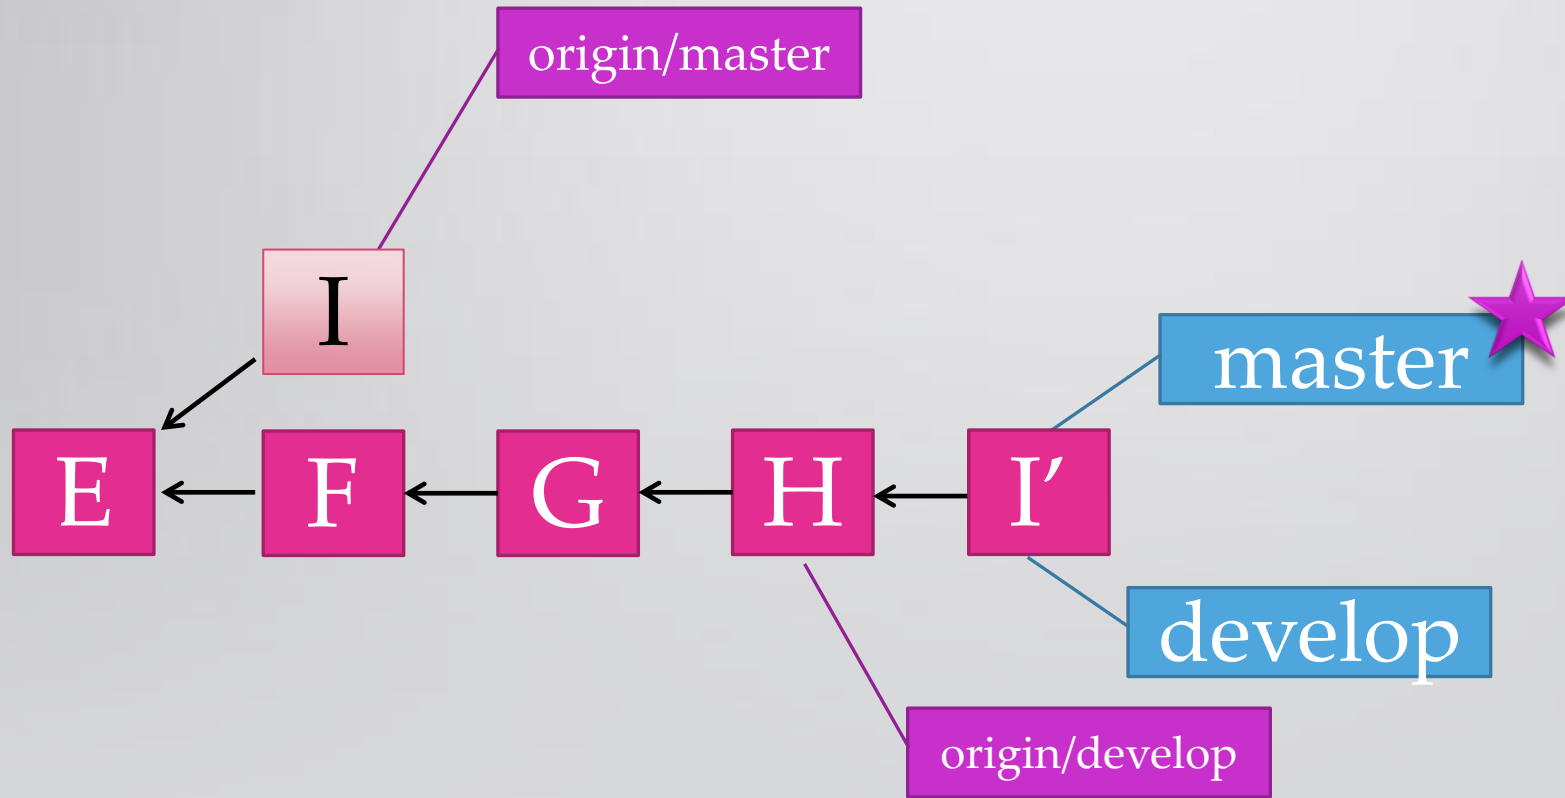 origin/master
I
master
E
F
G
H
I′
develop
origin/develop